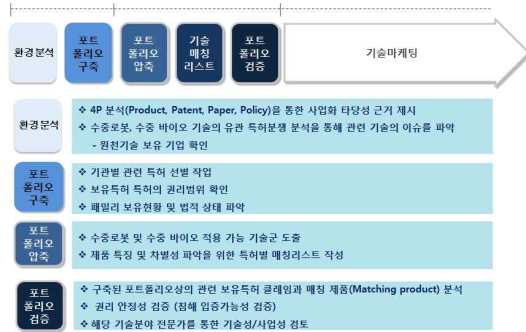 환경분석
포트
폴리오
구축
포트
폴리오
압축
기술
매칭
리스트
포트
폴리오
검증
기술마케팅
환경분석
❖ 4P 분석(Product, Patent, Paper, Policy)을 통한 사업화 타당성 근거 제시
❖ 수중로봇, 수중 바이오 기술의 유관 특허분쟁 분석을 통해 관련 기술의 이슈를 파악
- 원천기술 보유 기업 확인
포트
폴리오
구축
❖ 기관별 관련 특허 선별 작업
❖ 보유특허 특허의 권리범위 확인
❖ 패밀리 보유현황 및 법적 상태 파악
포트
폴리오
압축
❖ 수중로봇 및 수중 바이오 적용 가능 기술군 도출
❖ 제품 특징 및 차별성 파악을 위한 특허별 매칭리스트 작성
포트
폴리오
검증
❖ 구축된 포트폴리오상의 관련 보유특허 클레임과 매칭 제품(Matching product) 분석
❖ 권리 안정성 검증 (침해 입증가능성 검증)
❖ 해당 기술분야 전문가를 통한 기술성/사업성 검토